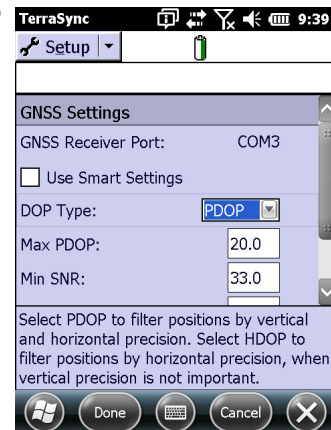 TerraSync 9:39
Setup
GNSS Settings
GNSS Receiver Port: COM3
Use Smart Settings
DOP Type: PDOP
Max PDOP: 20.0
Min SNR: 33.0
Select PDOP to filter positions by vertical
and horizontal precision. Select HDOP to
filter positions by horizontal precision, when
vertical precision is not important.
Done Cancel